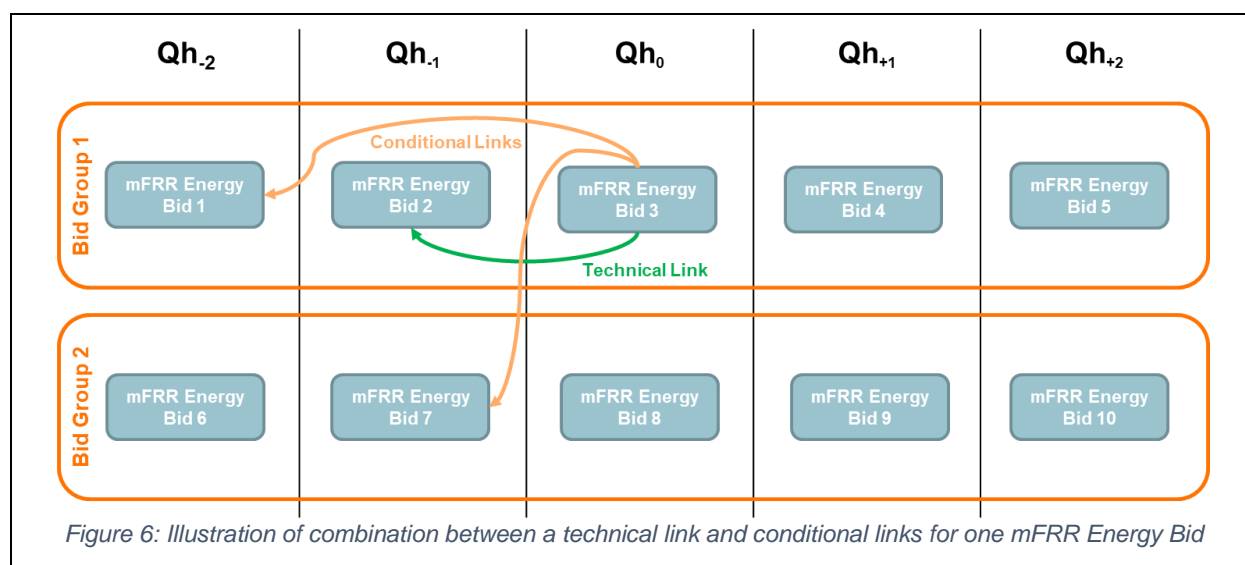 Qh-2 Qh-1 Qh0 Qh+1 Qh+2
Bid Group 1
Conditional Links
mFRR Energy
Bid 1
mFRR Energy
Bid 2
mFRR Energy
Bid 3
mFRR Energy
Bid 4
mFRR Energy
Bid 5
Technical Link
Bid Group 2
mFRR Energy
Bid 6
mFRR Energy
Bid 7
mFRR Energy
Bid 8
mFRR Energy
Bid 9
mFRR Energy
Bid 10
Figure 6: Illustration of combination between a technical link and conditional links for one mFRR Energy Bid